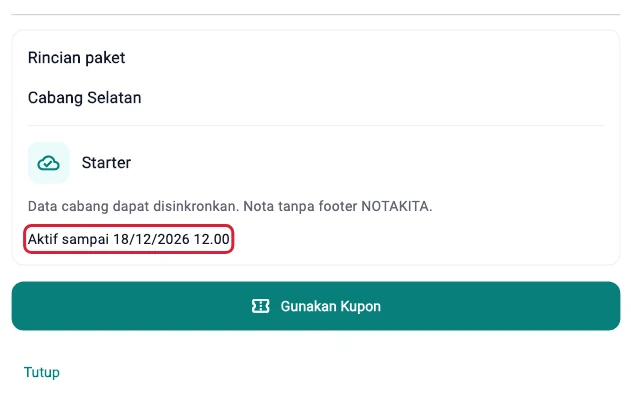 Rincian paket
Cabang Selatan
Starter
Data cabang dapat disinkronkan. Nota tanpa footer NOTAKITA.
Aktif sampai 18/12/2026 12.00
Gunakan Kupon
Tutup